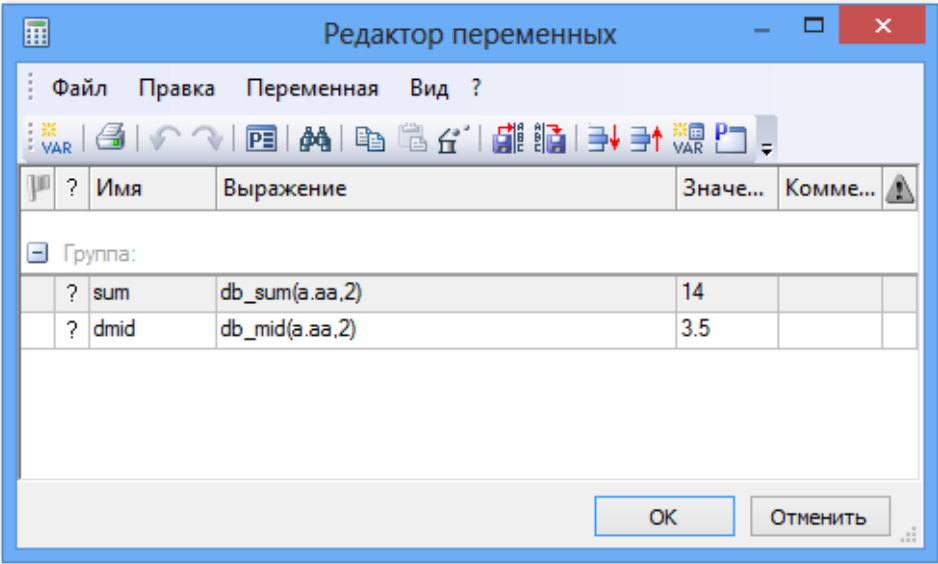 Редактор переменных
Файл Правка Переменная Вид ?
VAR P VAR P
? Имя Выражение Значе... Комме...
Группа:
? sum db_sum(a.aa,2) 14
? dmid db_mid(a.aa,2) 3.5
OK Отменить